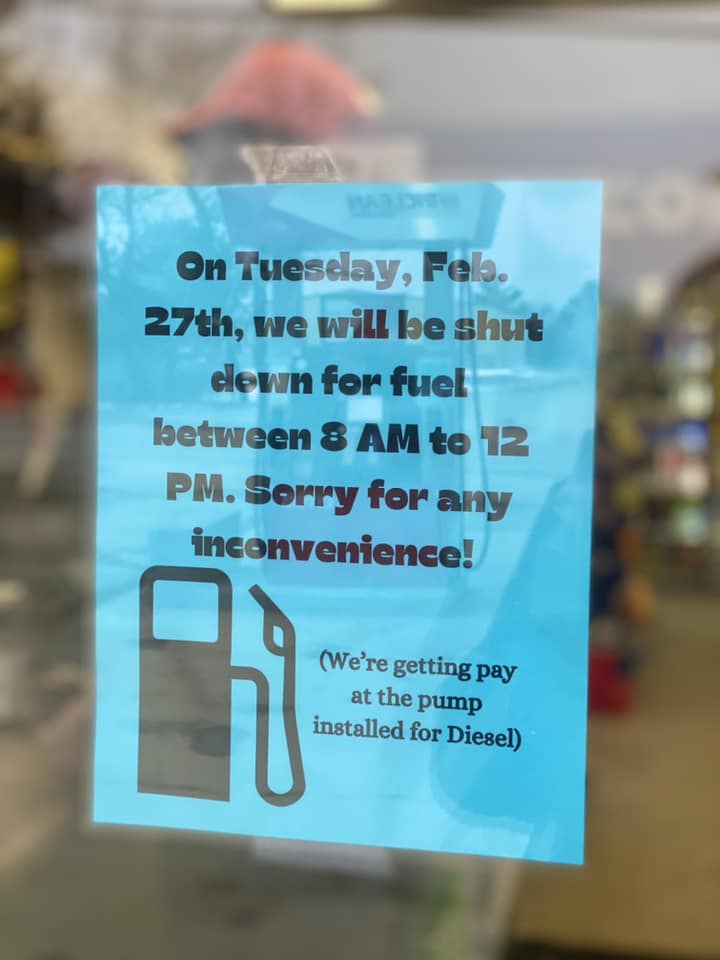 On Tuesday, Feb.
27th, we will be shut
down for fuel
between 8 AM to 12
PM. Sorry for any
inconvenience!
(We're getting pay
at the pump
installed for Diesel)